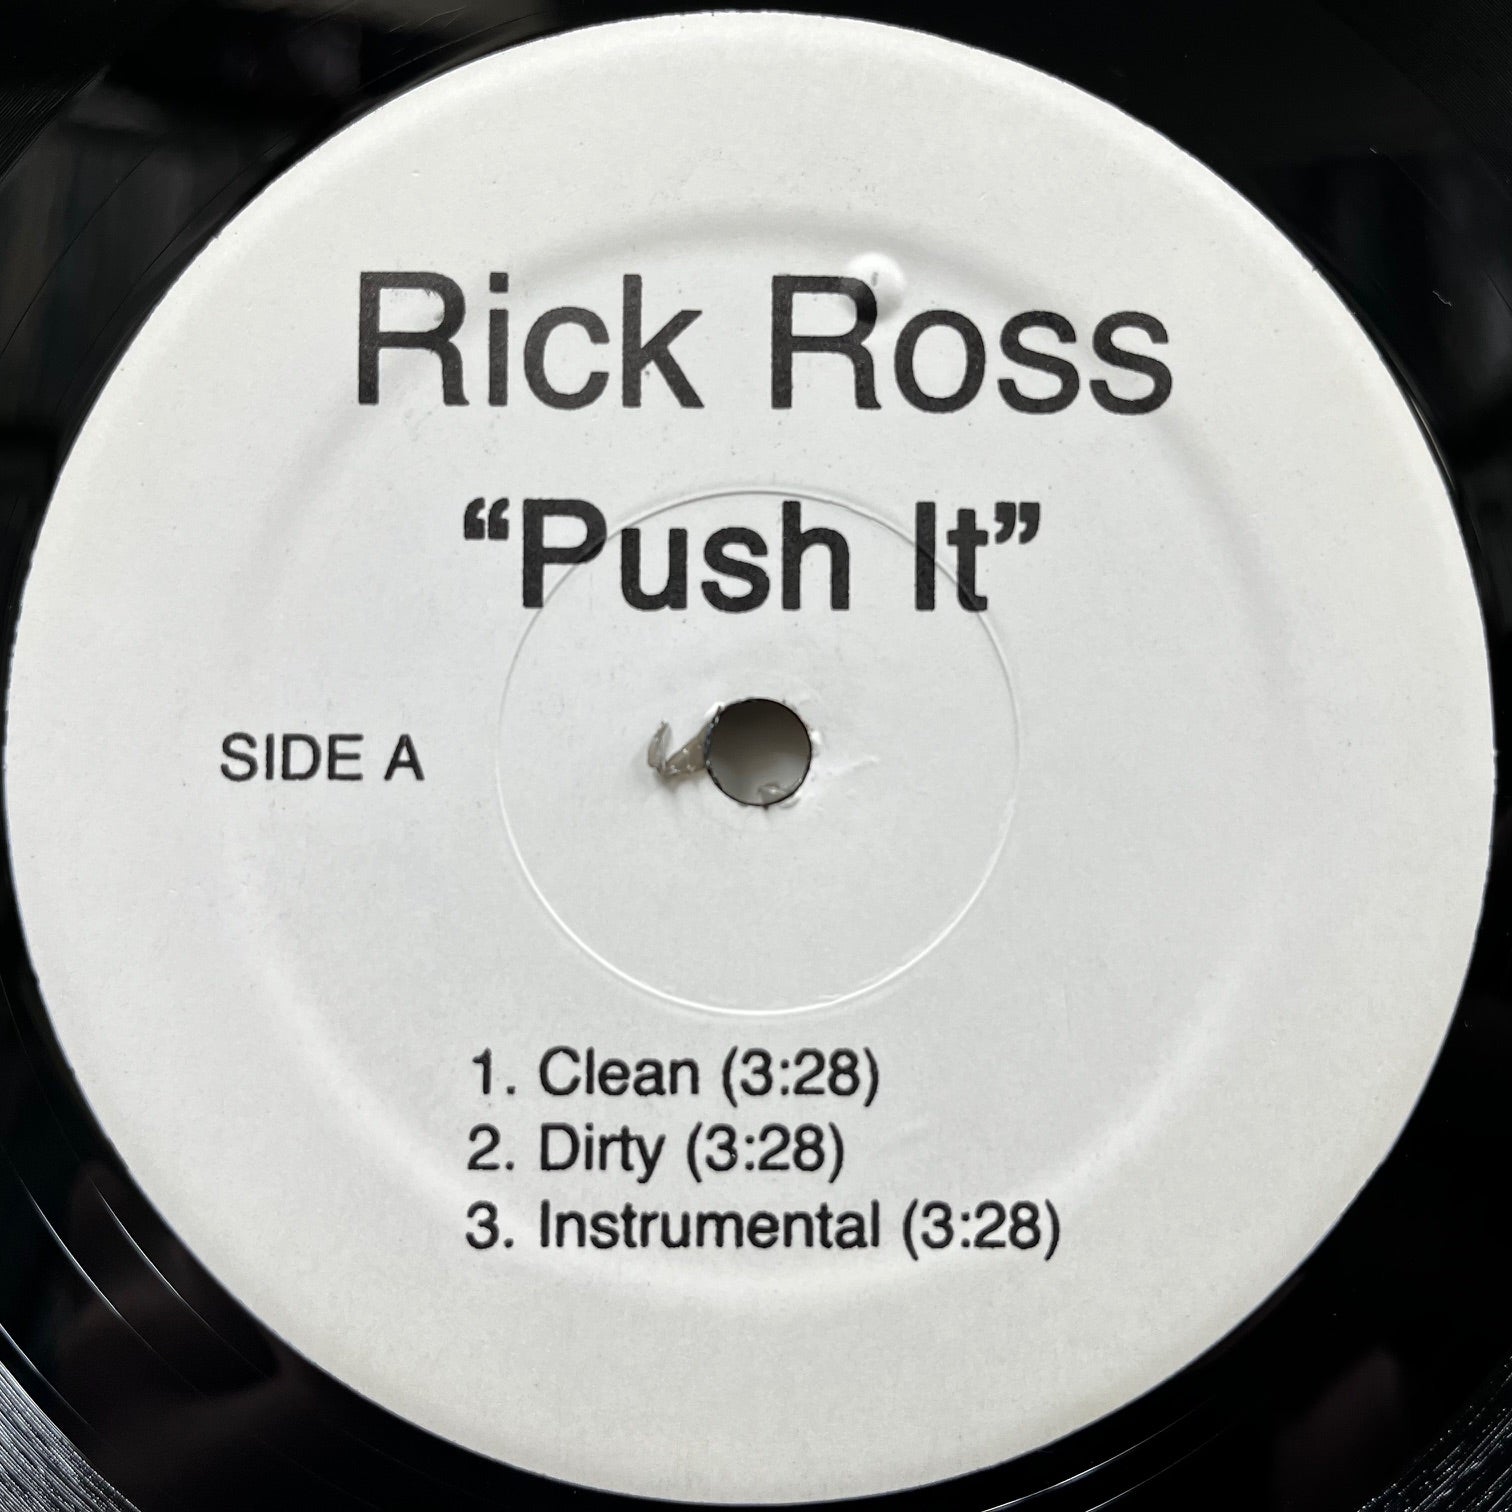 Rick Ross
“Push It”
SIDE A
1. Clean (3:28)
2. Dirty (3:28)
3. Instrumental (3:28)